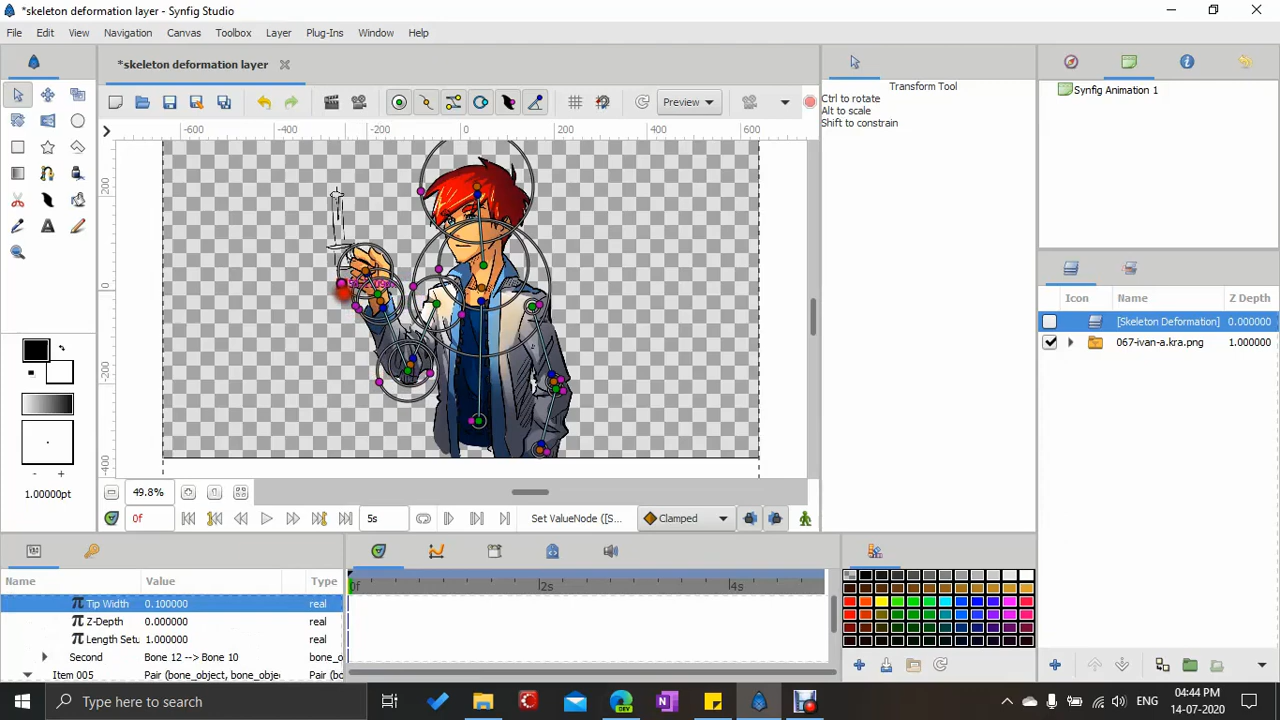 *skeleton deformation layer - Synfig Studio
File Edit View Navigation Canvas Toolbox Layer Plug-Ins Window Help
*skeleton deformation layer
Preview
Transform Tool
Ctrl to rotate
Alt to scale
Shift to constrain
Synfig Animation 1
-600 -400 -200 0 200 400 600
200
0
-200
-400
Icon Name Z Depth
[Skeleton Deformation] 0.000000
067-ivan-a.kra.png 1.000000
1.00000pt
49.8%
0f 5s Set ValueNode ([S... Clamped
Name Value Type
Tip Width 0.100000 real
Z-Depth 0.000000 real
Length Setu 1.000000 real
Second Bone 12 --> Bone 10 bone_o
Item 005 Pair (bone_object, bone_obje Pair (bo
0f 2s 4s
Type here to search
ENG
04:44 PM
14-07-2020